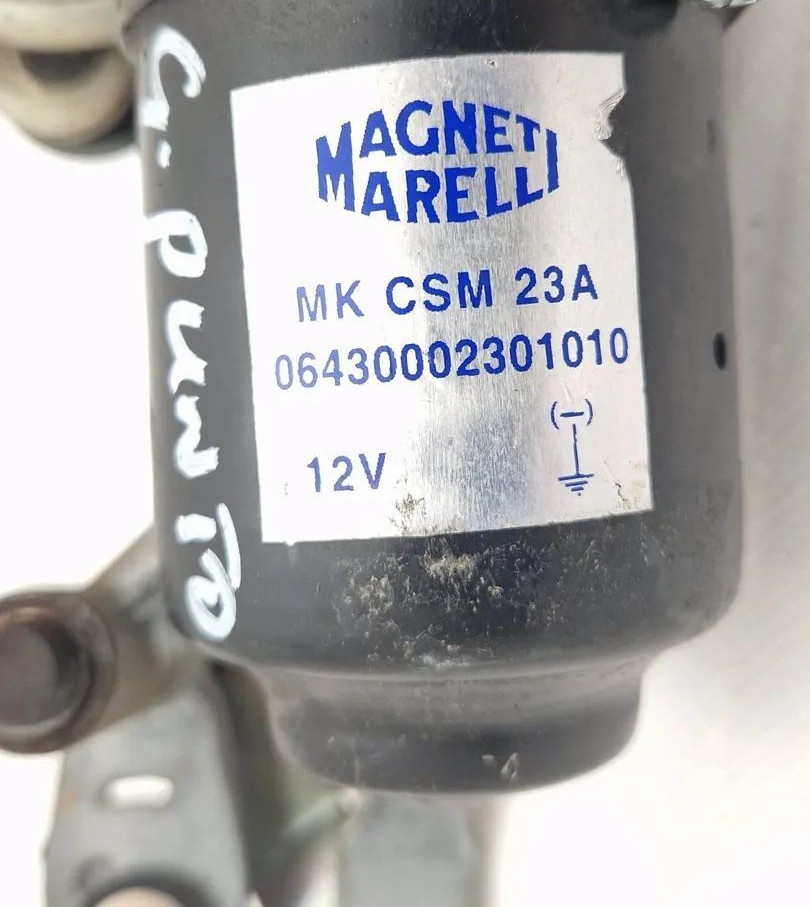 MAGNETI
MARELLI
MK CSM 23A
06430002301010
(-)
12V
G. PUNTO